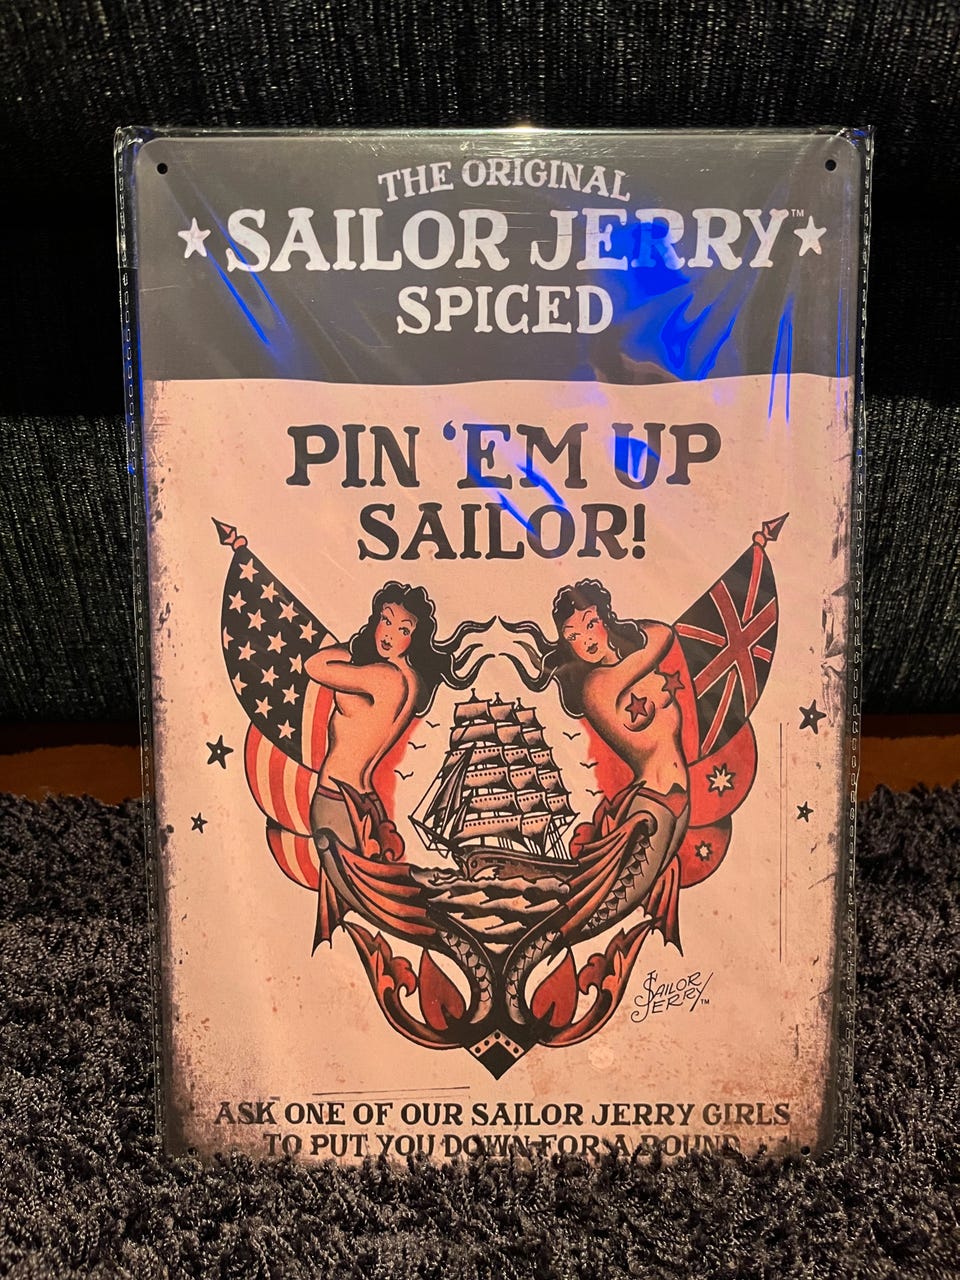 THE ORIGINAL
SAILOR JERRY™
SPICED
PIN 'EM UP
SAILOR!
SAILOR
JERRY™
ASK ONE OF OUR SAILOR JERRY GIRLS
TO PUT YOU DOWN FOR A ROUND